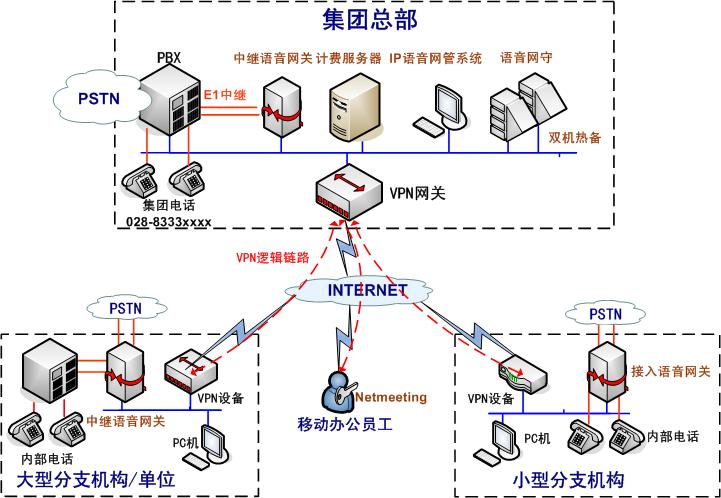 集团总部
PBX
中继语音网关
计费服务器
IP语音网管系统
语音网守
PSTN
E1中继
双机热备
集团电话
028-8333xxxx
VPN网关
VPN逻辑链路
INTERNET
PSTN
PSTN
VPN设备
中继语音网关
PC机
内部电话
大型分支机构/单位
Netmeeting
移动办公员工
接入语音网关
VPN设备
PC机
内部电话
小型分支机构